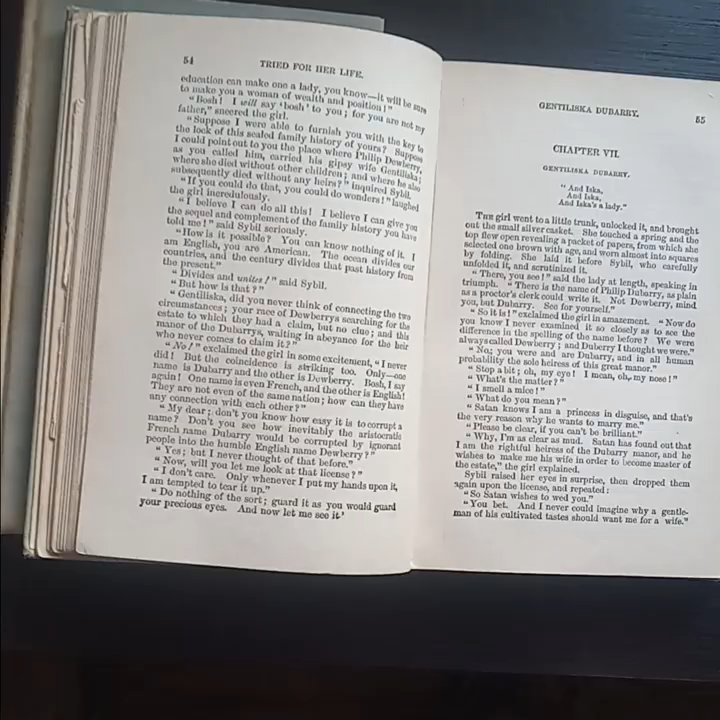 54
TRIED FOR HER LIFE.
education can make one a lady, you know—it will be sure
to make you a woman of wealth and position!"
"Bosh! I will say 'bosh' to you; for you are not my
father," sneered the girl.
"Suppose I were able to furnish you with the key to
the lock of this sealed family history of yours? Suppose
I could point out to you the place where Philip Dewberry,
as you called him, carried his gipsy wife Gentiliska;
where she died without other children; and where he also
subsequently died without any heirs?" inquired Sybil.
"If you could do that, you could do wonders!" laughed
the girl incredulously.
"I believe I can do all this! I believe I can give you
the sequel and complement of the family history you have
told me!" said Sybil seriously.
"How is it possible? You can know nothing of it. I
am English, you are American. The ocean divides our
countries, and the century divides that past history from
the present."
"Divides and unites!" said Sybil.
"But how is that?"
"Gentiliska, did you never think of connecting the two
circumstances; your race of Dewberrys searching for the
estate to which they had a claim, but no clue; and this
manor of the Dubarrys, waiting in abeyance for the heir
who never comes to claim it?"
"No!" exclaimed the girl in some excitement, "I never
did! But the coincidence is striking too. Only—one
name is Dubarry and the other is Dewberry. Bosh, I say
again! One name is even French, and the other is English!
They are not even of the same nation; how can they have
any connection with each other?"
"My dear; don't you know how easy it is to corrupt a
name? Don't you see how inevitably the aristocratic
French name Dubarry would be corrupted by ignorant
people into the humble English name Dewberry?"
"Yes; but I never thought of that before."
"Now, will you let me look at that license?"
"I don't care. Only whenever I put my hands upon it,
I am tempted to tear it up."
"Do nothing of the sort; guard it as you would guard
your precious eyes. And now let me see it'
GENTILISKA DUBARRY.
55
CHAPTER VII.
GENTILISKA DUBARRY.
"And Iska,
And Iska,
And Iska's a lady."
THE girl went to a little trunk, unlocked it, and brought
out the small silver casket. She touched a spring and the
top flew open revealing a packet of papers, from which she
selected one brown with age, and worn almost into squares
by folding. She laid it before Sybil, who carefully
unfolded it, and scrutinized it.
"There, you see!" said the lady at length, speaking in
triumph. "There is the name of Philip Dubarry, as plain
as a proctor's clerk could write it. Not Dewberry, mind
you, but Dubarry. See for yourself."
"So it is!" exclaimed the girl in amazement. "Now do
you know I never examined it so closely as to see the
difference in the spelling of the name before? We were
always called Dewberry; and Duberry I thought we were."
"No; you were and are Dubarry, and in all human
probability the sole heiress of this great manor."
"Stop a bit; oh, my eye! I mean, oh, my nose!"
"What's the matter?"
"I smell a mice!"
"What do you mean?"
"Satan knows I am a princess in disguise, and that's
the very reason why he wants to marry me."
"Please be clear, if you can't be brilliant."
"Why, I'm as clear as mud. Satan has found out that
I am the rightful heiress of the Dubarry manor, and he
wishes to make me his wife in order to become master of
the estate," the girl explained.
Sybil raised her eyes in surprise, then dropped them
again upon the license, and repeated:
"So Satan wishes to wed you."
"You bet. And I never could imagine why a gentle-
man of his cultivated tastes should want me for a wife."